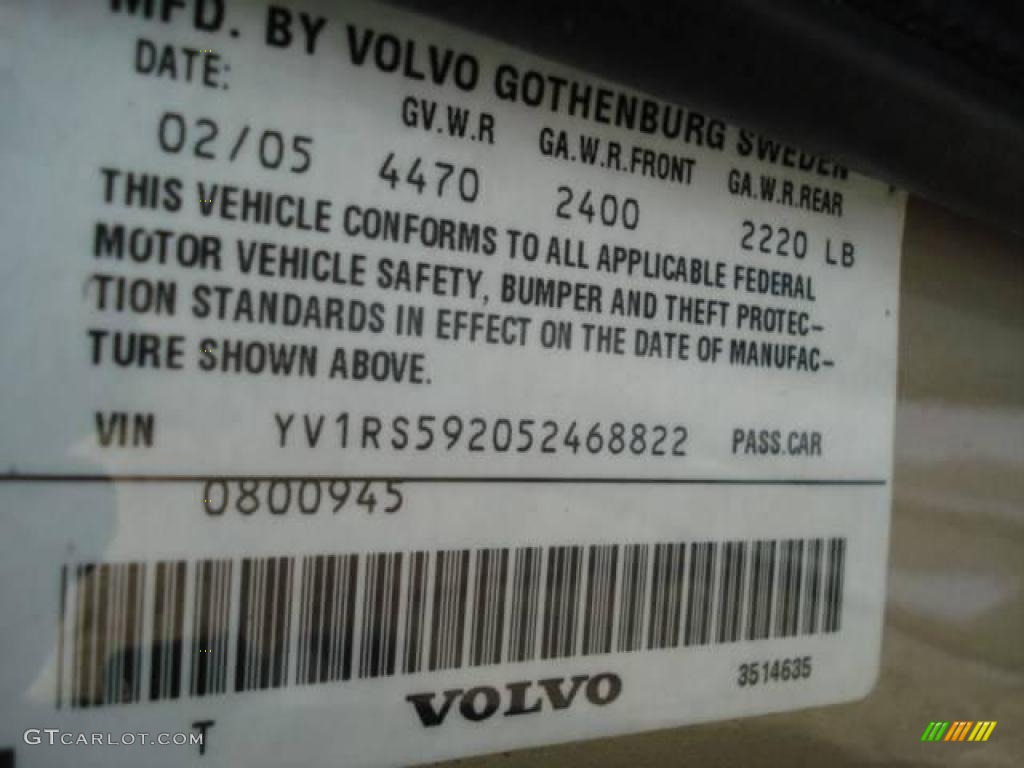 MFD. BY VOLVO GOTHENBURG SWEDEN
DATE: GV.W.R GA.W.R.FRONT GA.W.R.REAR
02/05 4470 2400 2220 LB
THIS VEHICLE CONFORMS TO ALL APPLICABLE FEDERAL
MOTOR VEHICLE SAFETY, BUMPER AND THEFT PROTEC-
TION STANDARDS IN EFFECT ON THE DATE OF MANUFAC-
TURE SHOWN ABOVE.
VIN YV1RS592052468822 PASS.CAR
0800945
VOLVO 3514635
T
GTCARLOT.COM